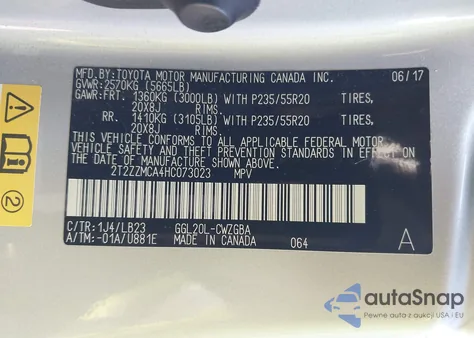 MFD.BY:TOYOTA MOTOR MANUFACTURING CANADA INC. 06/17
GVWR:2570KG (5665LB)
GAWR:FRT. 1360KG (3000LB) WITH P235/55R20 TIRES,
20X8J RIMS.
RR. 1410KG (3105LB) WITH P235/55R20 TIRES,
20X8J RIMS.
THIS VEHICLE CONFORMS TO ALL APPLICABLE FEDERAL MOTOR
VEHICLE SAFETY AND THEFT PREVENTION STANDARDS IN EFFECT
ON THE DATE OF MANUFACTURE SHOWN ABOVE.
2T2ZZMCA4HC073023 MPV
C/TR:1J4/LB23 GGL20L-CWZGBA
A/TM:-01A/U881E MADE IN CANADA 064 A
2
autoSnap
Pewne auta z aukcji USA i EU